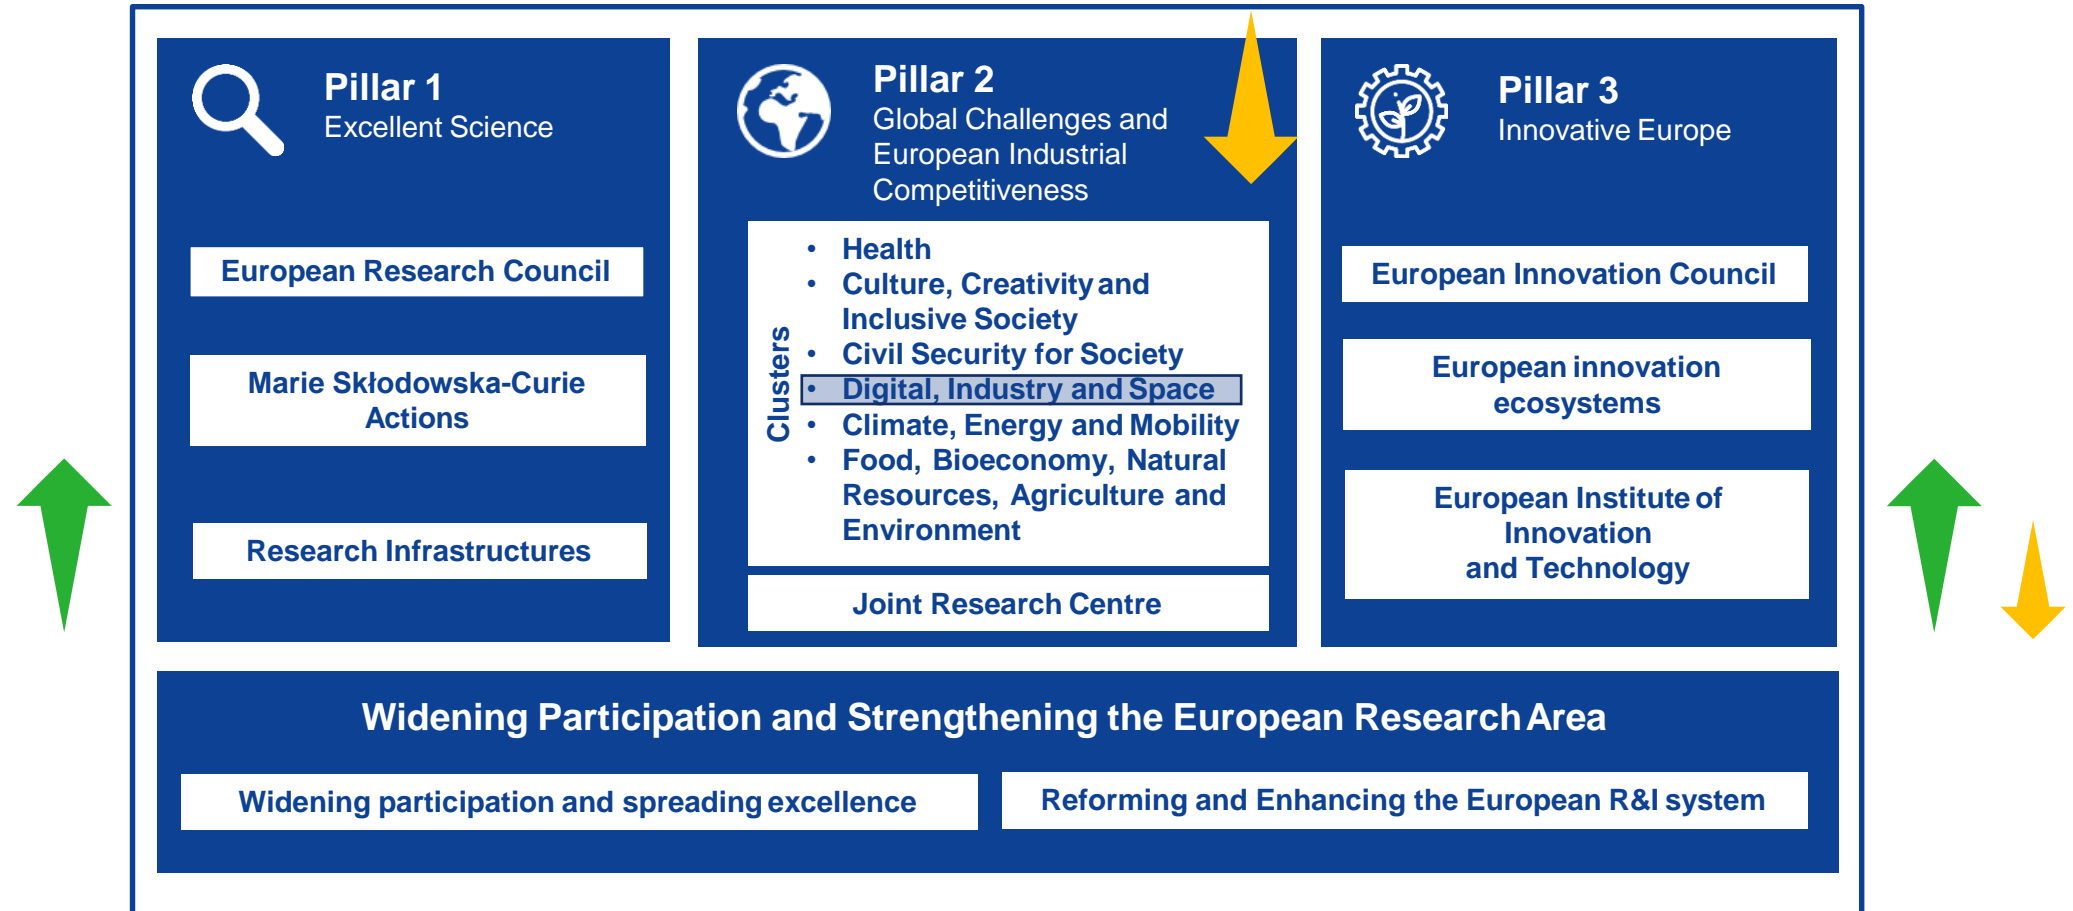 Pillar 1
Excellent Science
European Research Council
Marie Skłodowska-Curie
Actions
Research Infrastructures
Pillar 2
Global Challenges and
European Industrial
Competitiveness
Clusters
• Health
• Culture, Creativity and
Inclusive Society
• Civil Security for Society
• Digital, Industry and Space
• Climate, Energy and Mobility
• Food, Bioeconomy, Natural
Resources, Agriculture and
Environment
Joint Research Centre
Pillar 3
Innovative Europe
European Innovation Council
European innovation
ecosystems
European Institute of
Innovation
and Technology
Widening Participation and Strengthening the European Research Area
Widening participation and spreading excellence
Reforming and Enhancing the European R&I system